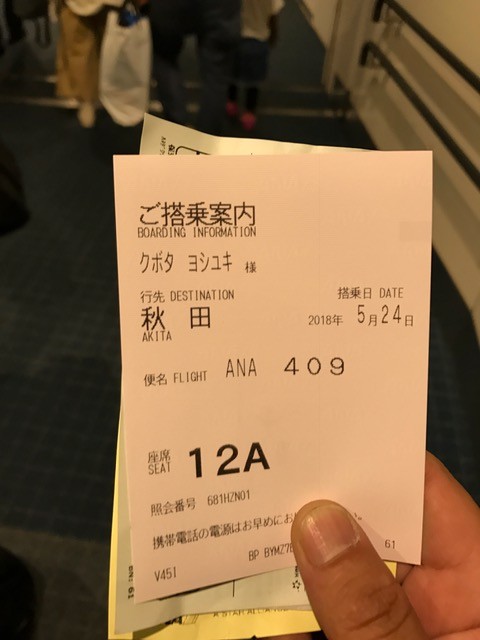 ご搭乗案内
BOARDING INFORMATION
クボタ ヨシユキ 様
行先 DESTINATION 搭乗日 DATE
秋 田 2018年 5月24日
AKITA
便名 FLIGHT ANA 409
座席
SEAT 12A
照会番号 681HZN01
携帯電話の電源はお早めにお
BP 61
V45I